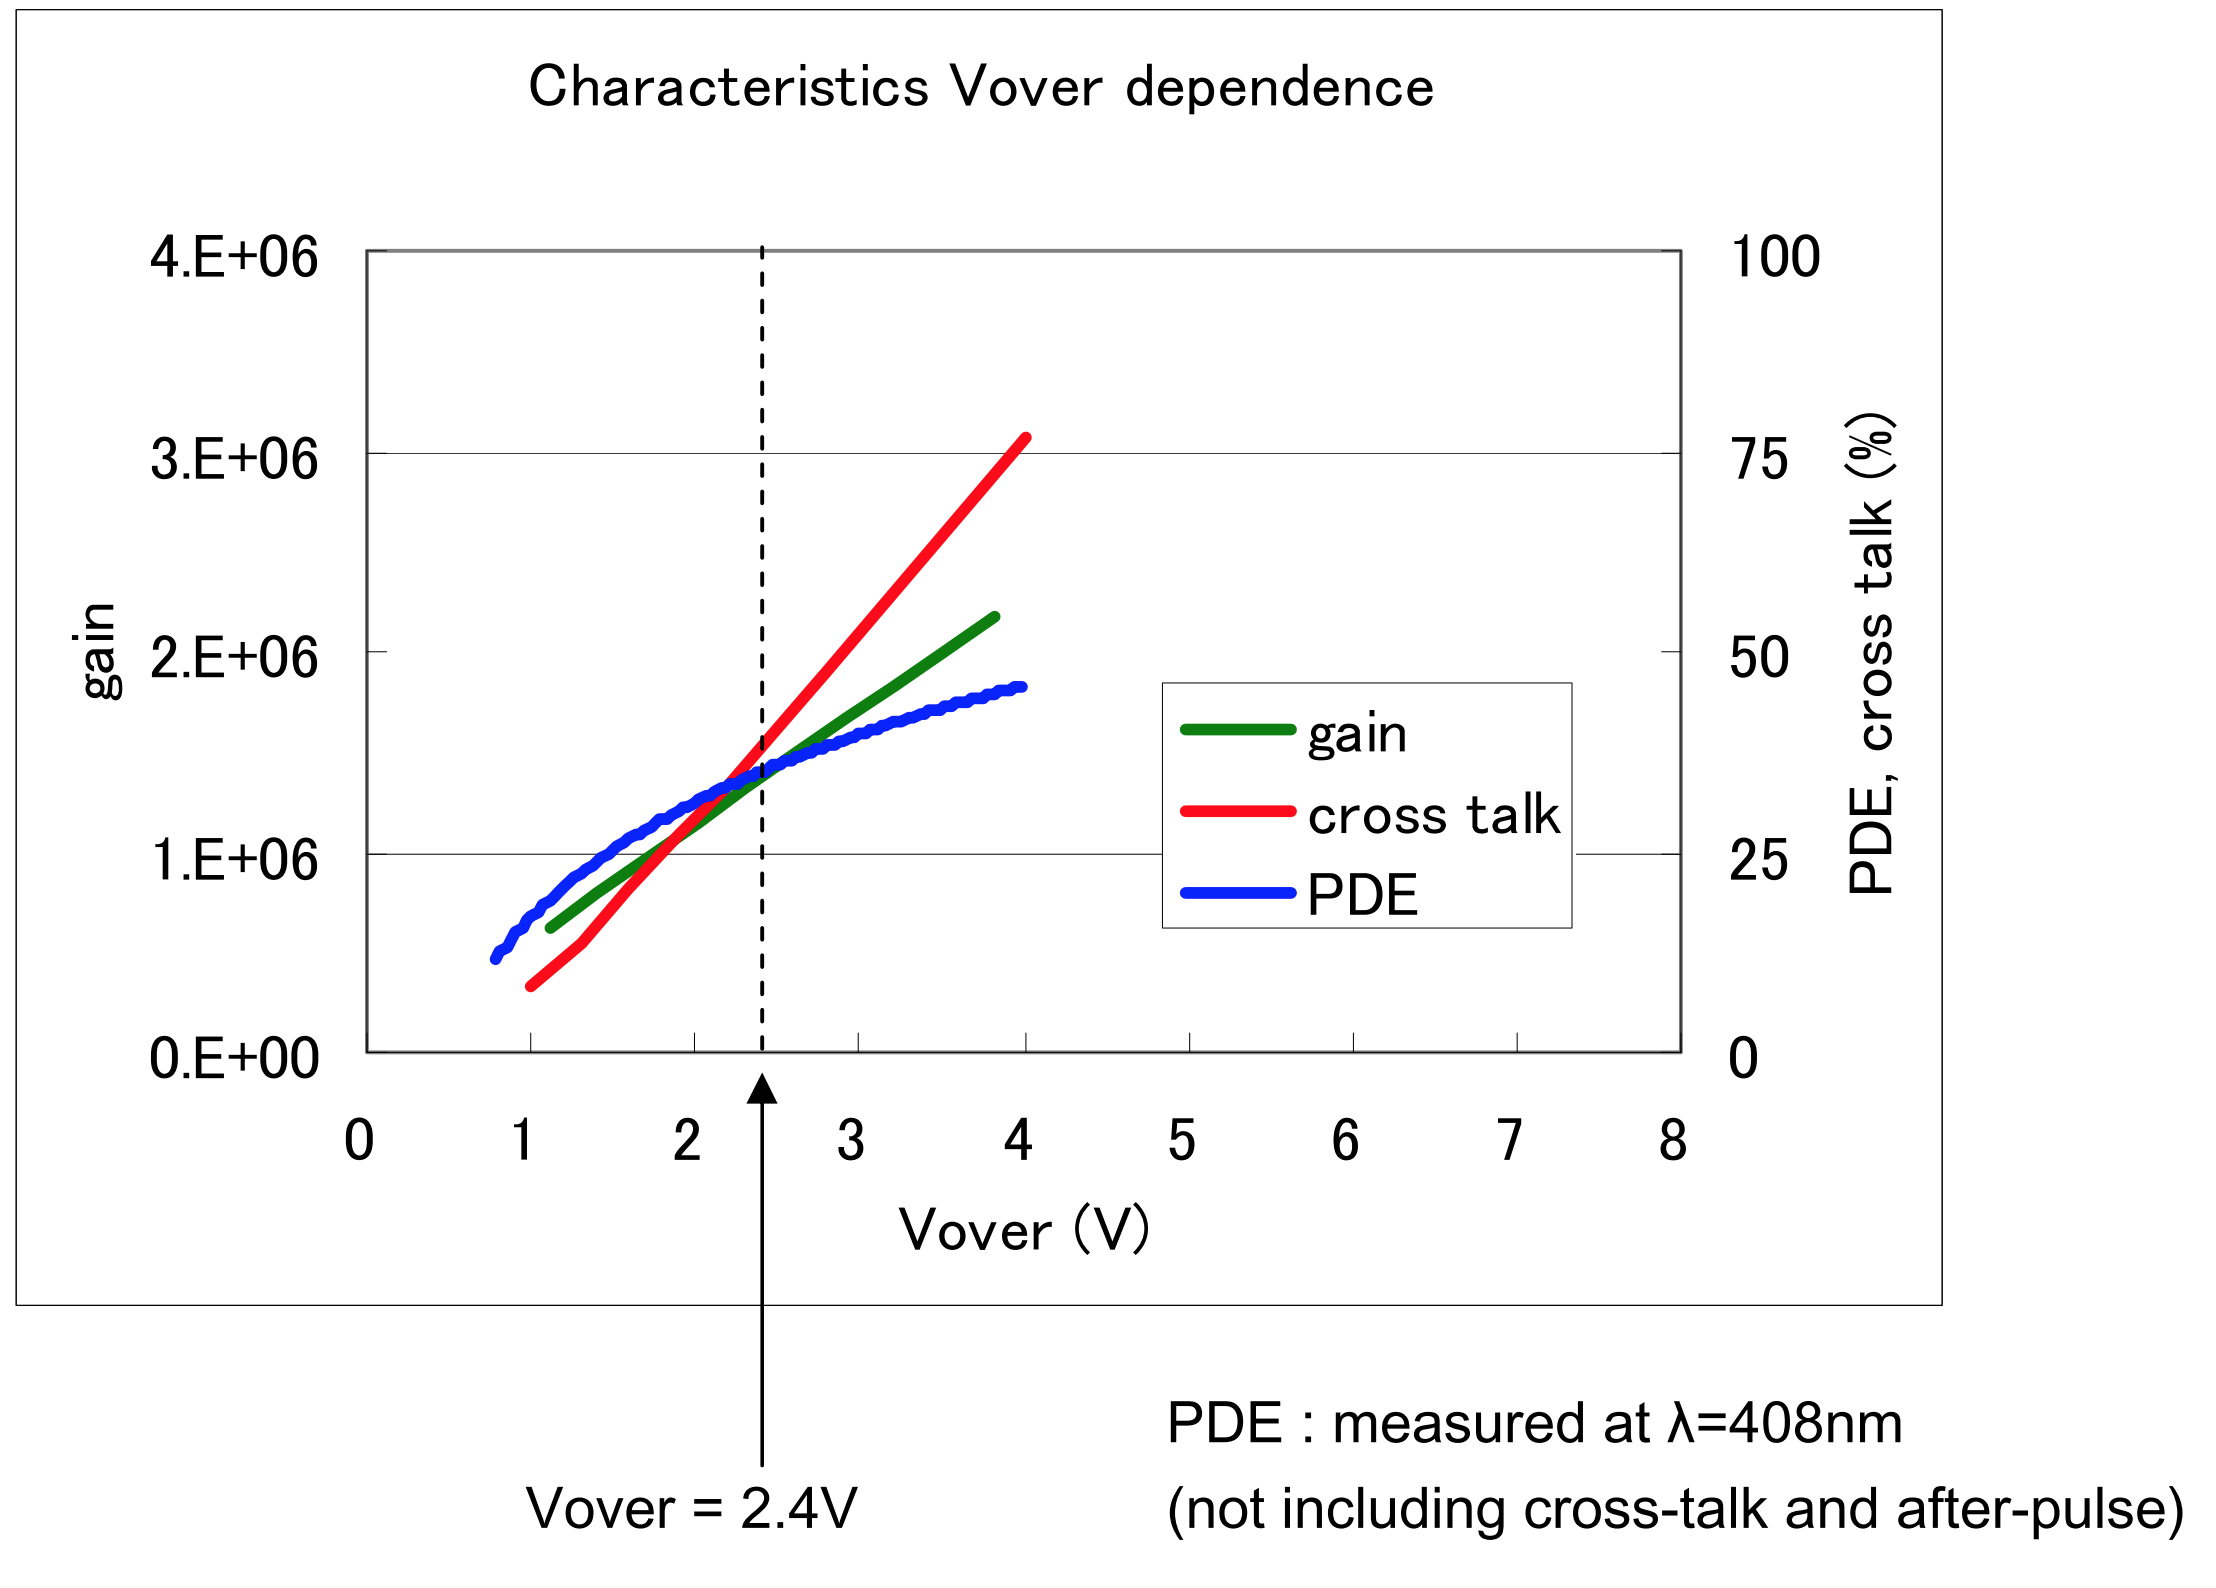 Characteristics Vover dependence
4.E+06
3.E+06
2.E+06
1.E+06
0.E+00
gain
100
75
50
25
0
PDE, cross talk (%)
gain
cross talk
PDE
0 1 2 3 4 5 6 7 8
Vover (V)
Vover = 2.4V
PDE : measured at λ=408nm
(not including cross-talk and after-pulse)